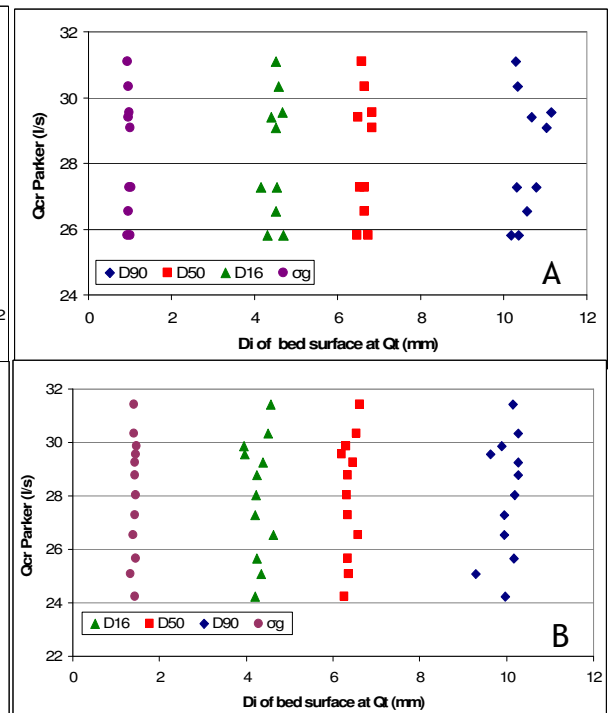 32
30
28
26
24
Qcr Parker (l/s)
D90 D50 D16 σg
A
0 2 4 6 8 10 12
Di of bed surface at Qt (mm)
2
32
30
28
26
24
22
Qcr Parker (l/s)
D16 D50 D90 σg
B
0 2 4 6 8 10 12
Di of bed surface at Qt (mm)